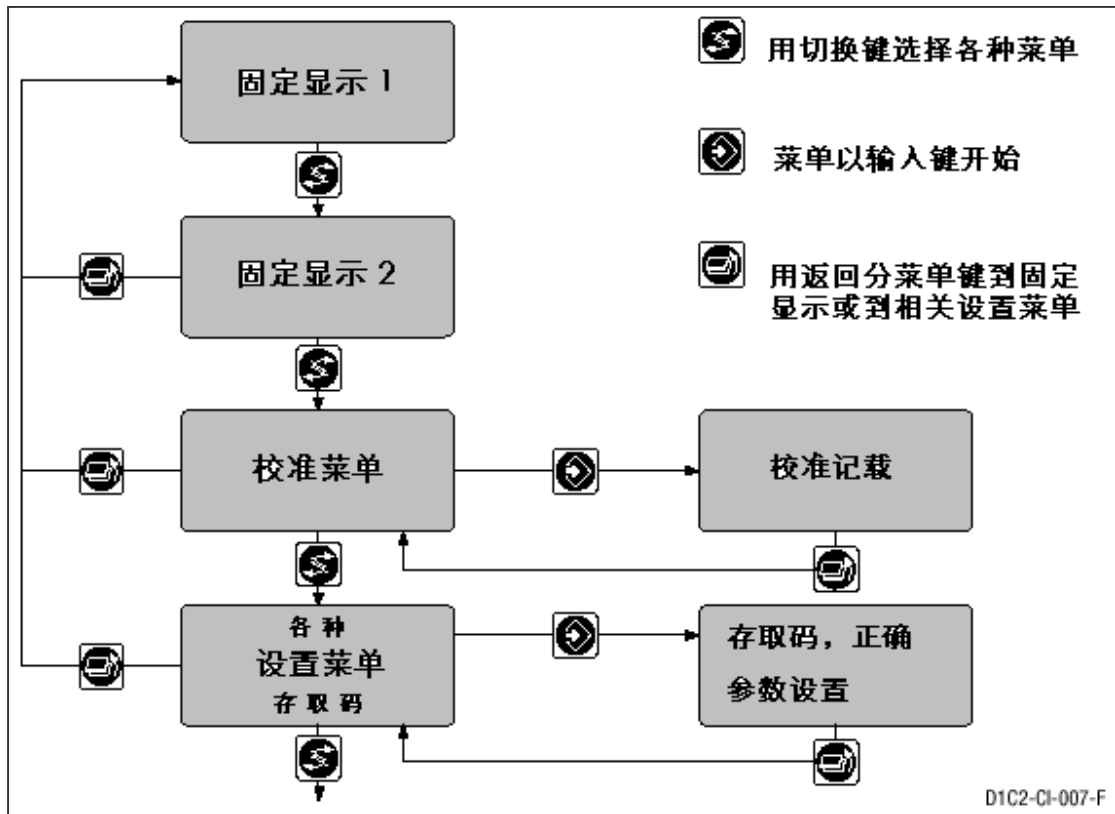 固定显示 1
用切换键选择各种菜单
菜单以输入键开始
固定显示 2
用返回分菜单键到固定
显示或到相关设置菜单
校准菜单
校准记载
各种
设置菜单
存取码
存取码，正确
参数设置
D1C2-CI-007-F